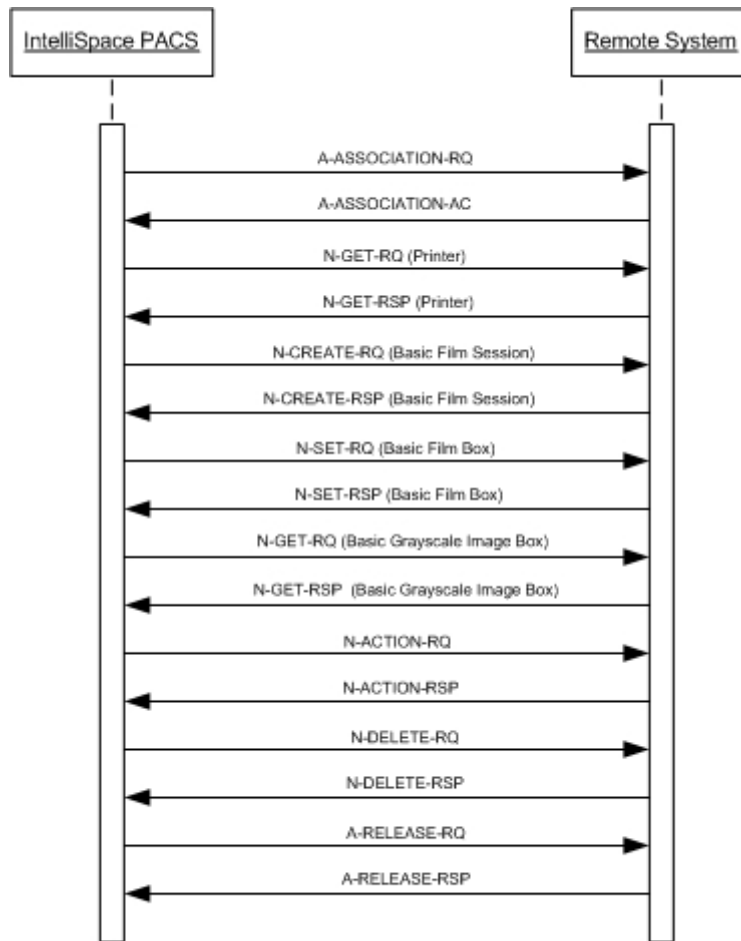 IntelliSpace PACS
Remote System
A-ASSOCIATION-RQ
A-ASSOCIATION-AC
N-GET-RQ (Printer)
N-GET-RSP (Printer)
N-CREATE-RQ (Basic Film Session)
N-CREATE-RSP (Basic Film Session)
N-SET-RQ (Basic Film Box)
N-SET-RSP (Basic Film Box)
N-GET-RQ (Basic Grayscale Image Box)
N-GET-RSP (Basic Grayscale Image Box)
N-ACTION-RQ
N-ACTION-RSP
N-DELETE-RQ
N-DELETE-RSP
A-RELEASE-RQ
A-RELEASE-RSP